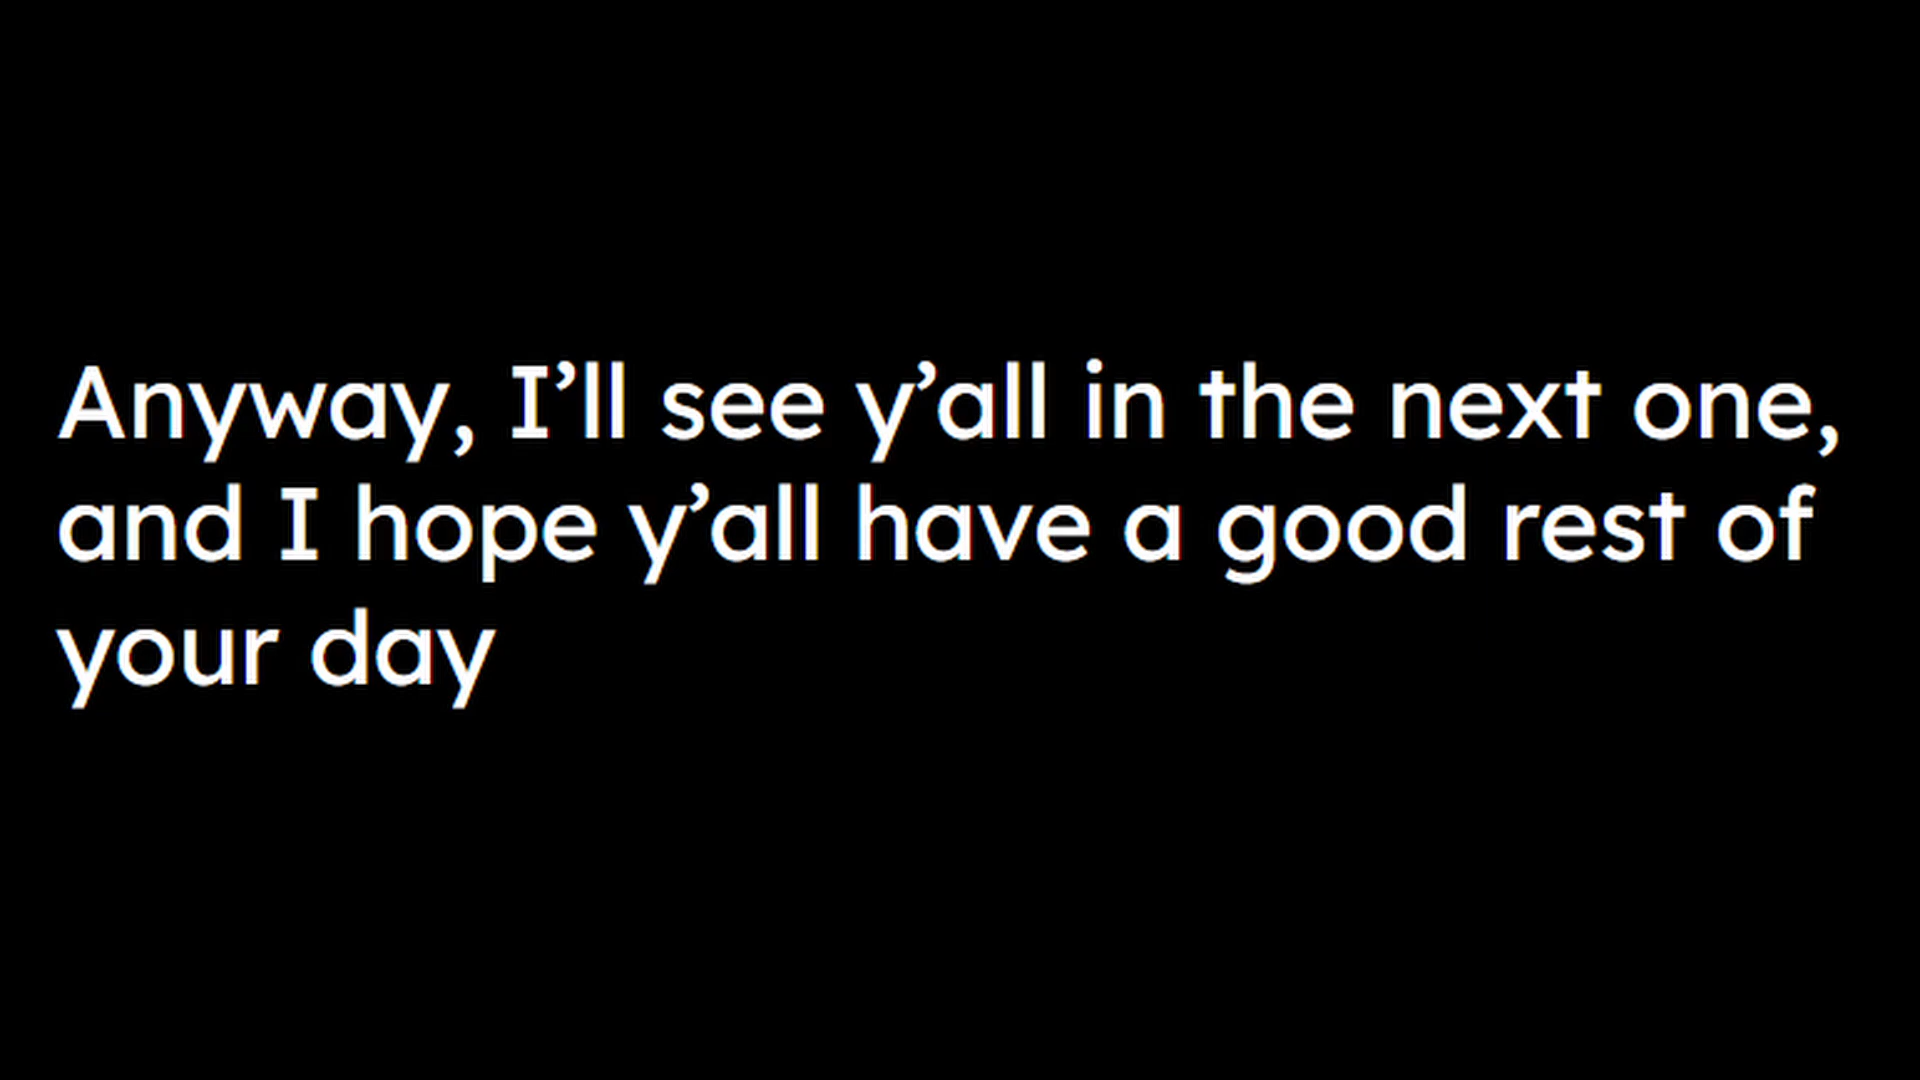 Anyway, I’ll see y’all in the next one,
and I hope y’all have a good rest of
your day